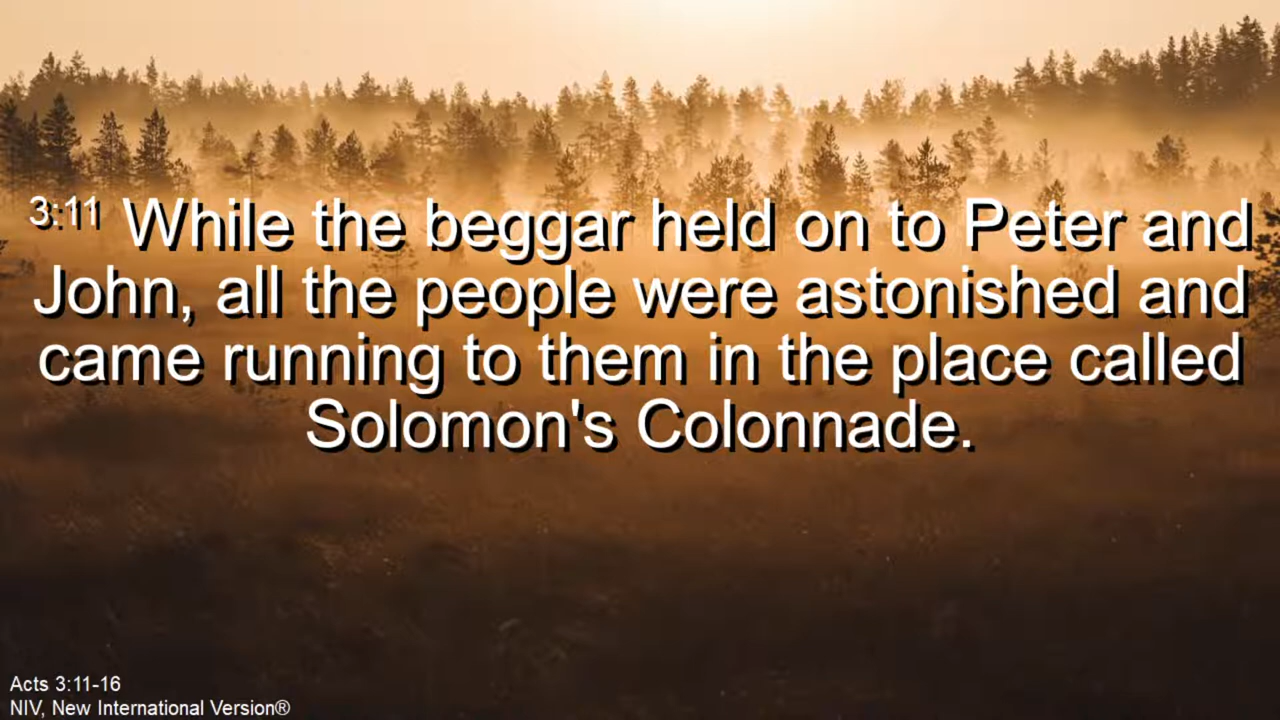 3:11 While the beggar held on to Peter and
John, all the people were astonished and
came running to them in the place called
Solomon's Colonnade.
Acts 3:11-16
NIV, New International Version®